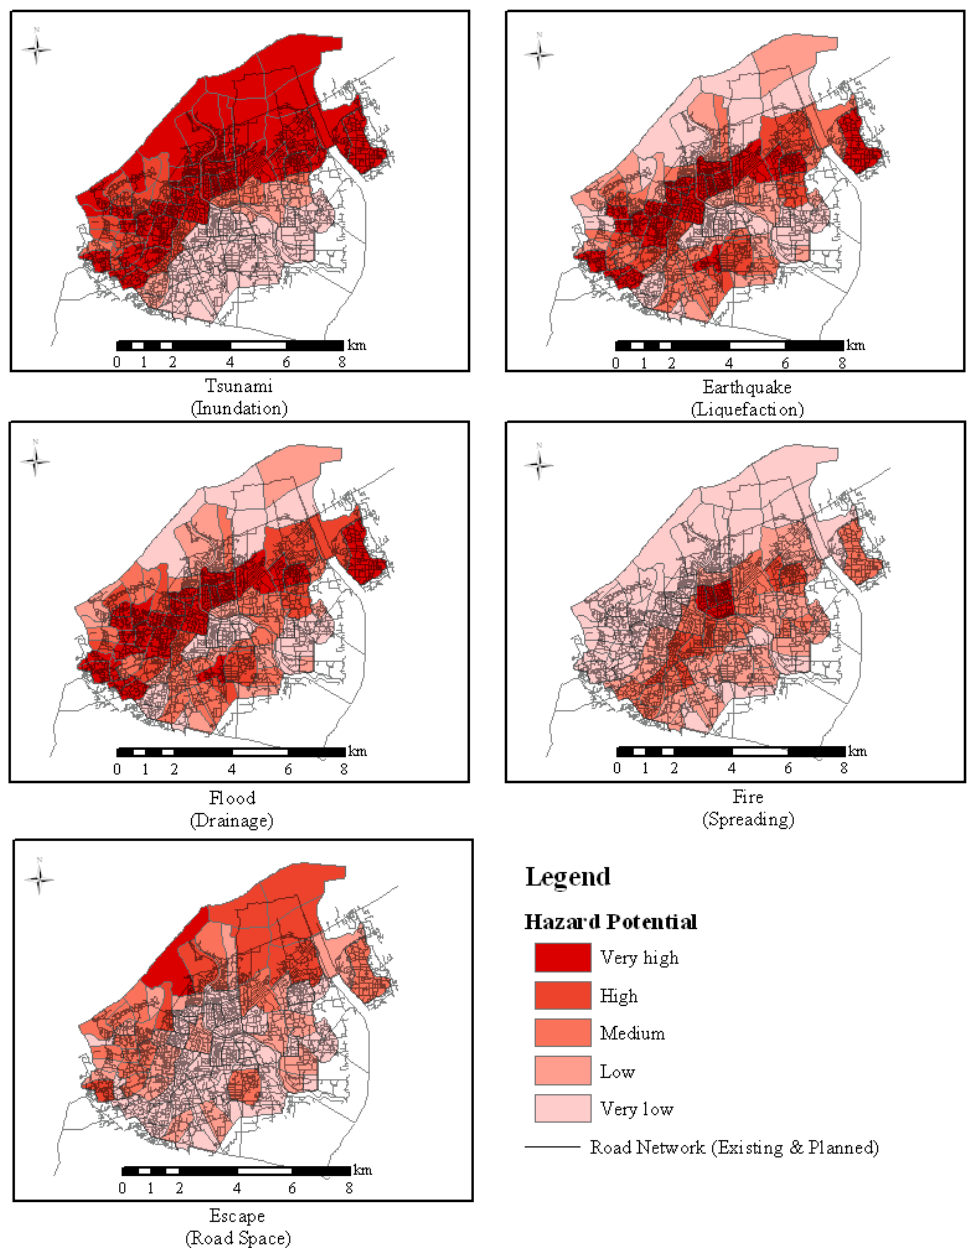 N
N
km
0 1 2 4 6 8
km
0 1 2 4 6 8
Tsunami
(Inundation)
Earthquake
(Liquefaction)
N
N
km
0 1 2 4 6 8
km
0 1 2 4 6 8
Flood
(Drainage)
Fire
(Spreading)
N
km
0 1 2 4 6 8
Escape
(Road Space)
Legend
Hazard Potential
Very high
High
Medium
Low
Very low
Road Network (Existing & Planned)